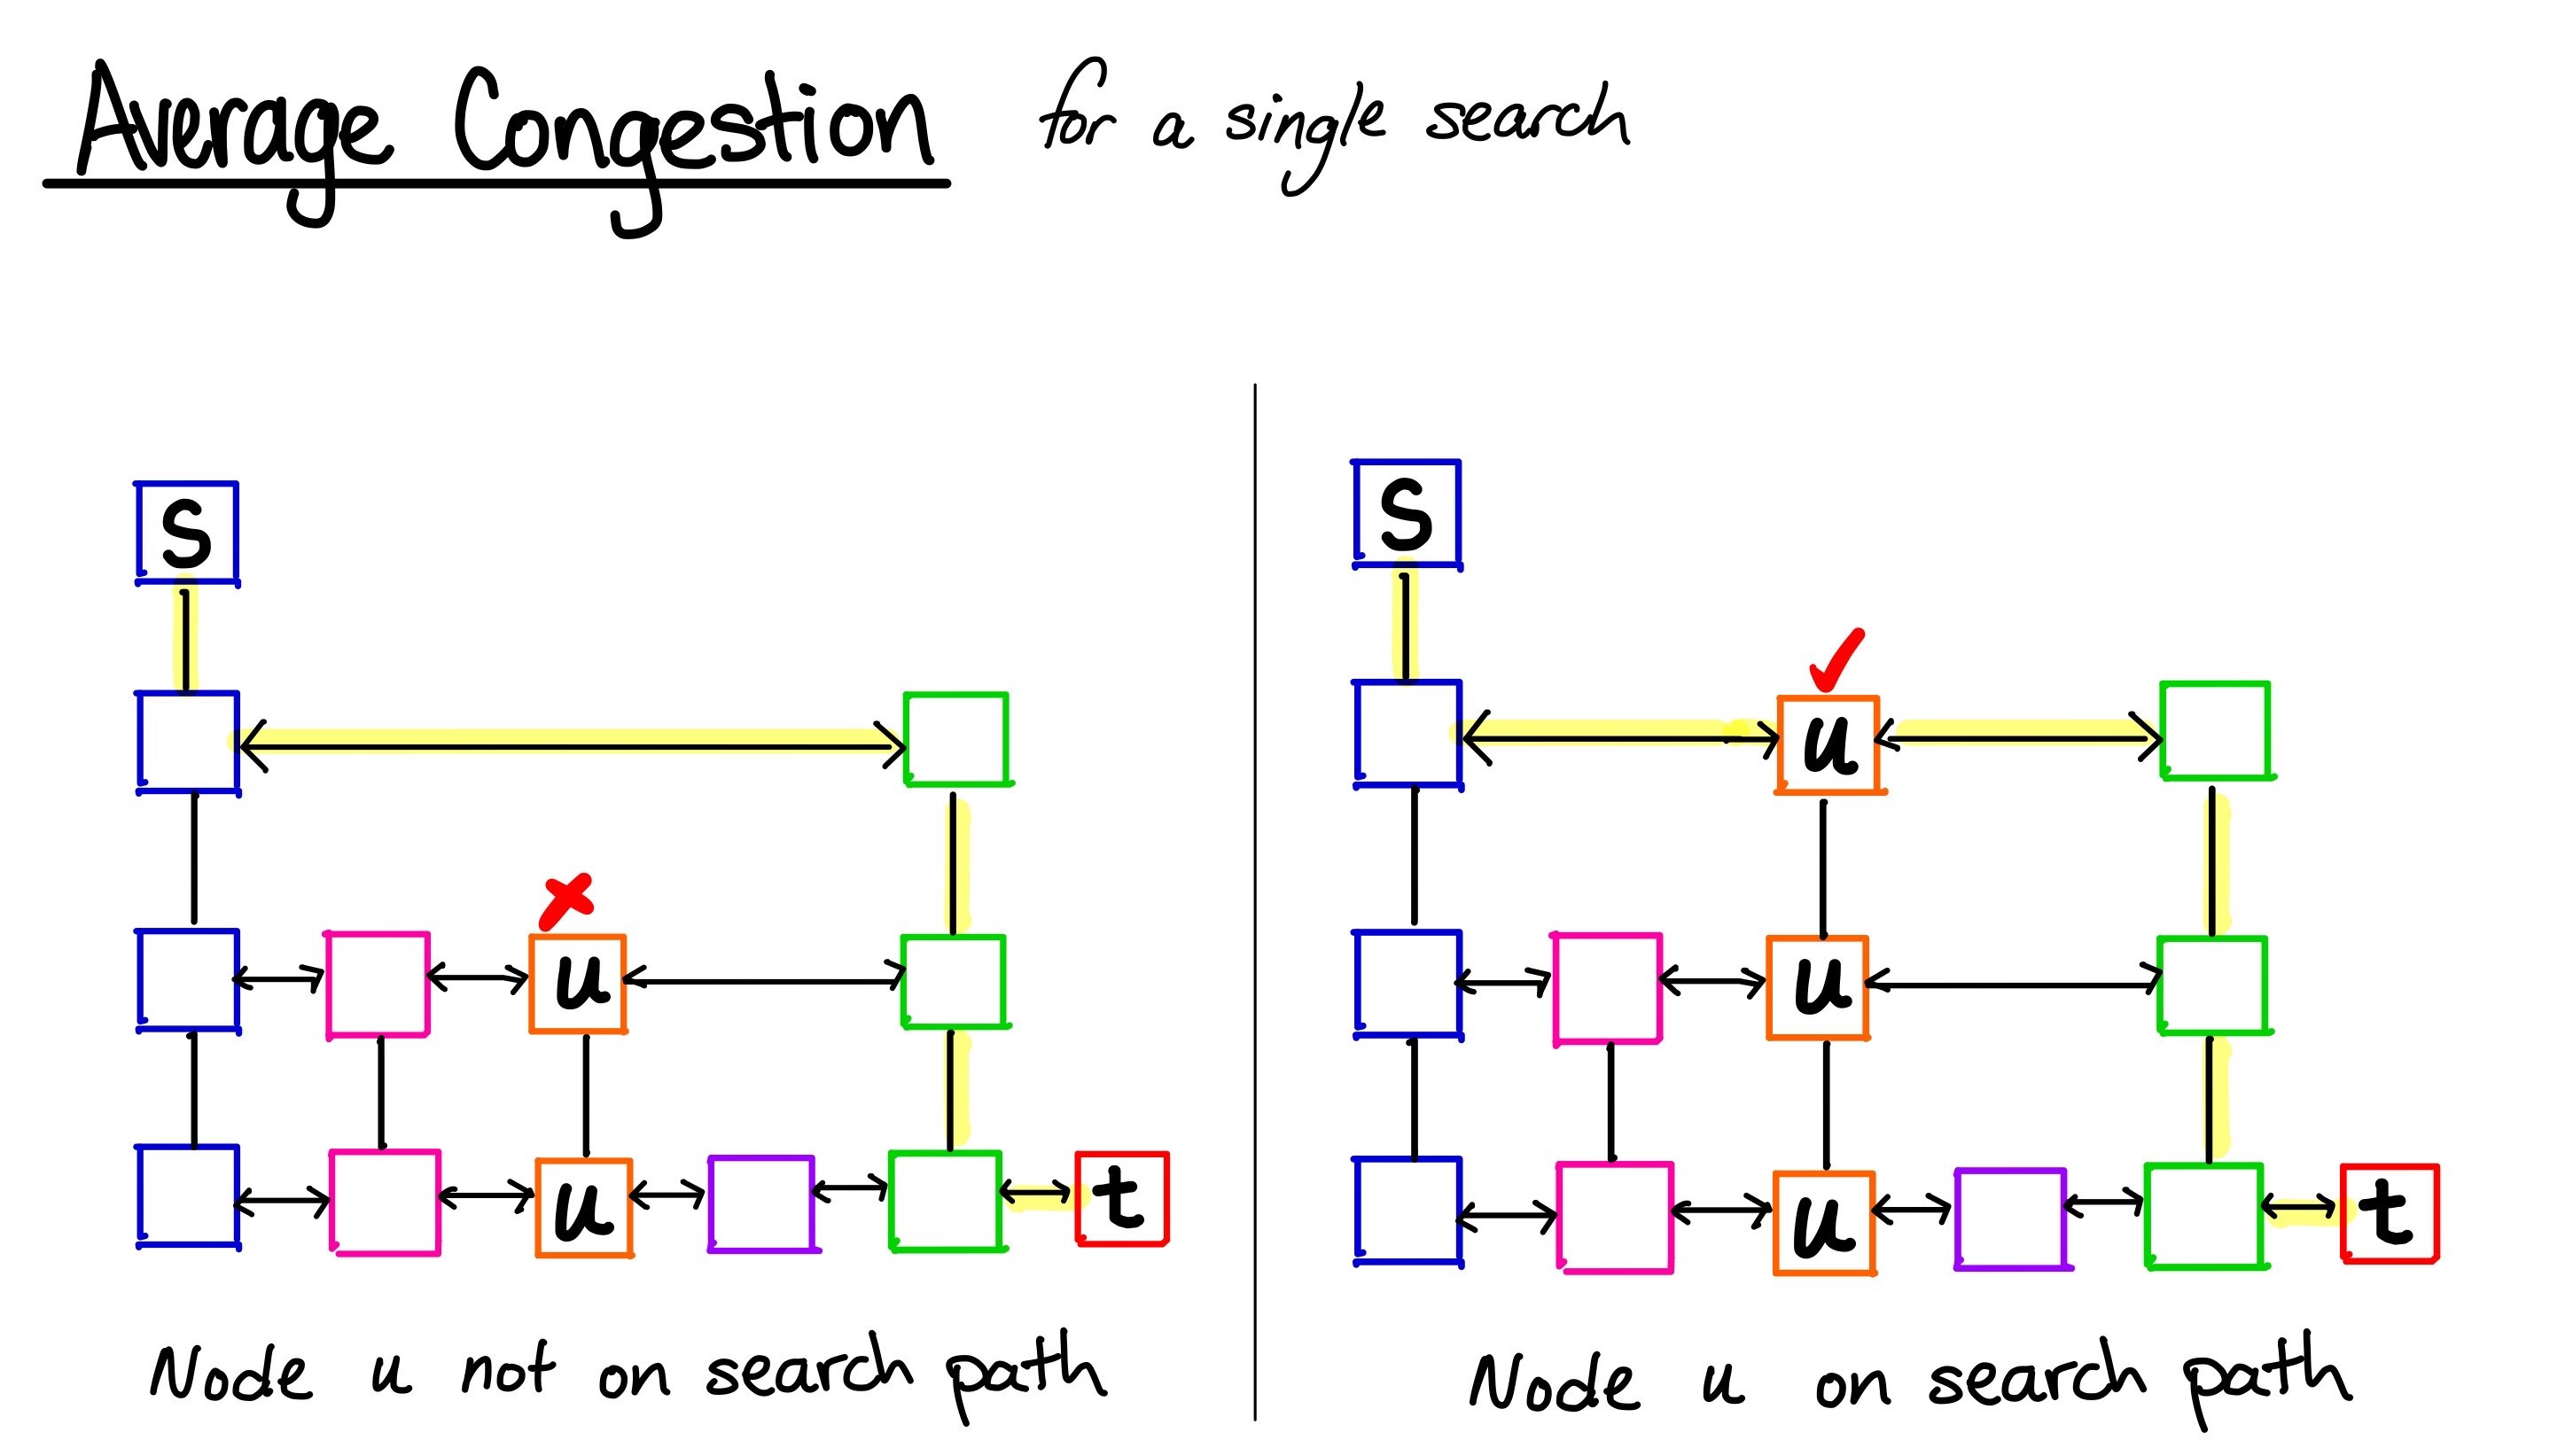 Average Congestion for a single search
S
u
u
t
Node u not on search path
S
u
u
u
t
Node u on search path